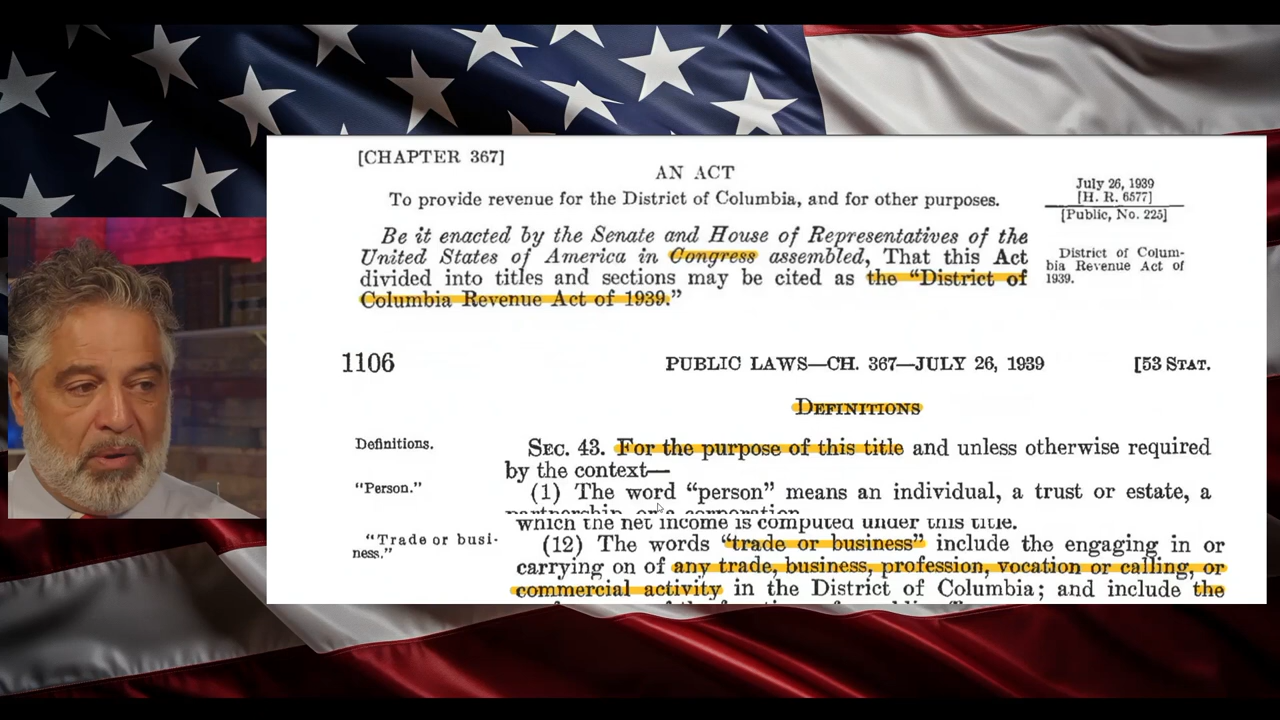 [CHAPTER 367]
AN ACT
To provide revenue for the District of Columbia, and for other purposes.
July 26, 1939
[H. R. 6577]
[Public, No. 225]
Be it enacted by the Senate and House of Representatives of the
United States of America in Congress assembled, That this Act
divided into titles and sections may be cited as the “District of
Columbia Revenue Act of 1939.”
District of Colum-
bia Revenue Act of
1939.
1106 PUBLIC LAWS—CH. 367—JULY 26, 1939 [53 STAT.
DEFINITIONS
Definitions.
SEC. 43. For the purpose of this title and unless otherwise required
by the context—
“Person.”
(1) The word “person” means an individual, a trust or estate, a
partnership, or a corporation.
which the net income is computed under this title.
“Trade or busi-
ness.”
(12) The words “trade or business” include the engaging in or
carrying on of any trade, business, profession, vocation or calling, or
commercial activity in the District of Columbia; and include the